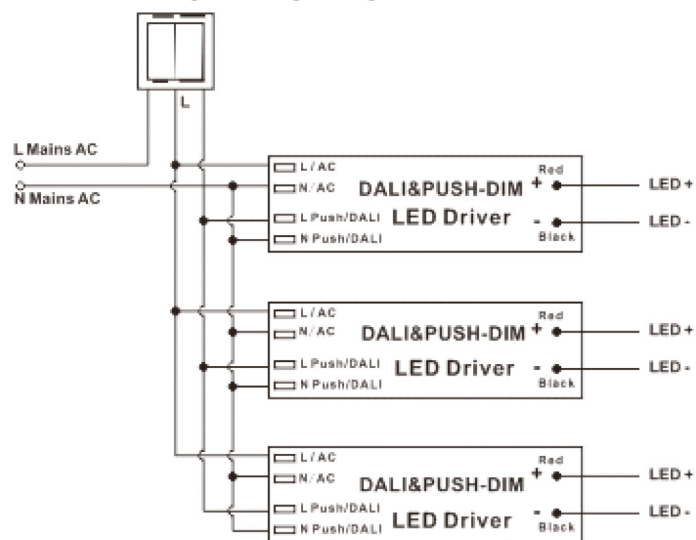 L
L Mains AC
N Mains AC
L/AC
N/AC
L Push/DALI
N Push/DALI
DALI&PUSH-DIM
LED Driver
Red
+
-
Black
LED +
LED -
L/AC
N/AC
L Push/DALI
N Push/DALI
DALI&PUSH-DIM
LED Driver
Red
+
-
Black
LED +
LED -
L/AC
N/AC
L Push/DALI
N Push/DALI
DALI&PUSH-DIM
LED Driver
Red
+
-
Black
LED +
LED -